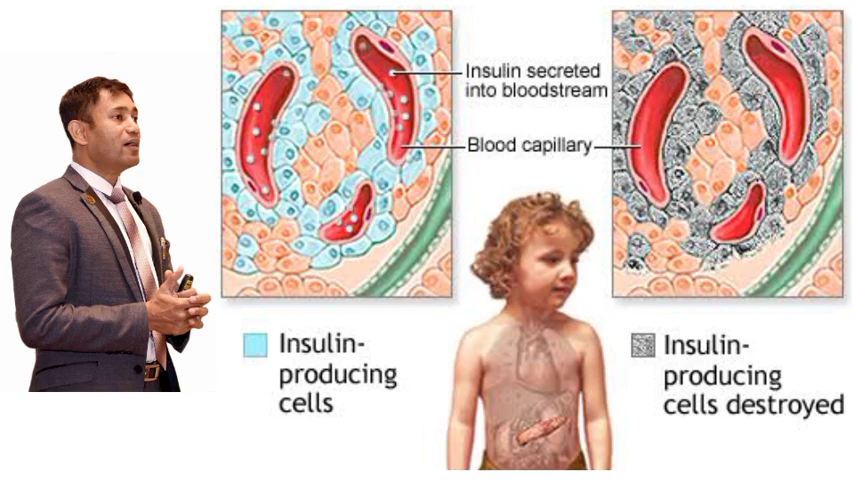 Insulin secreted
into bloodstream
Blood capillary
Insulin-
producing
cells
Insulin-
producing
cells destroyed